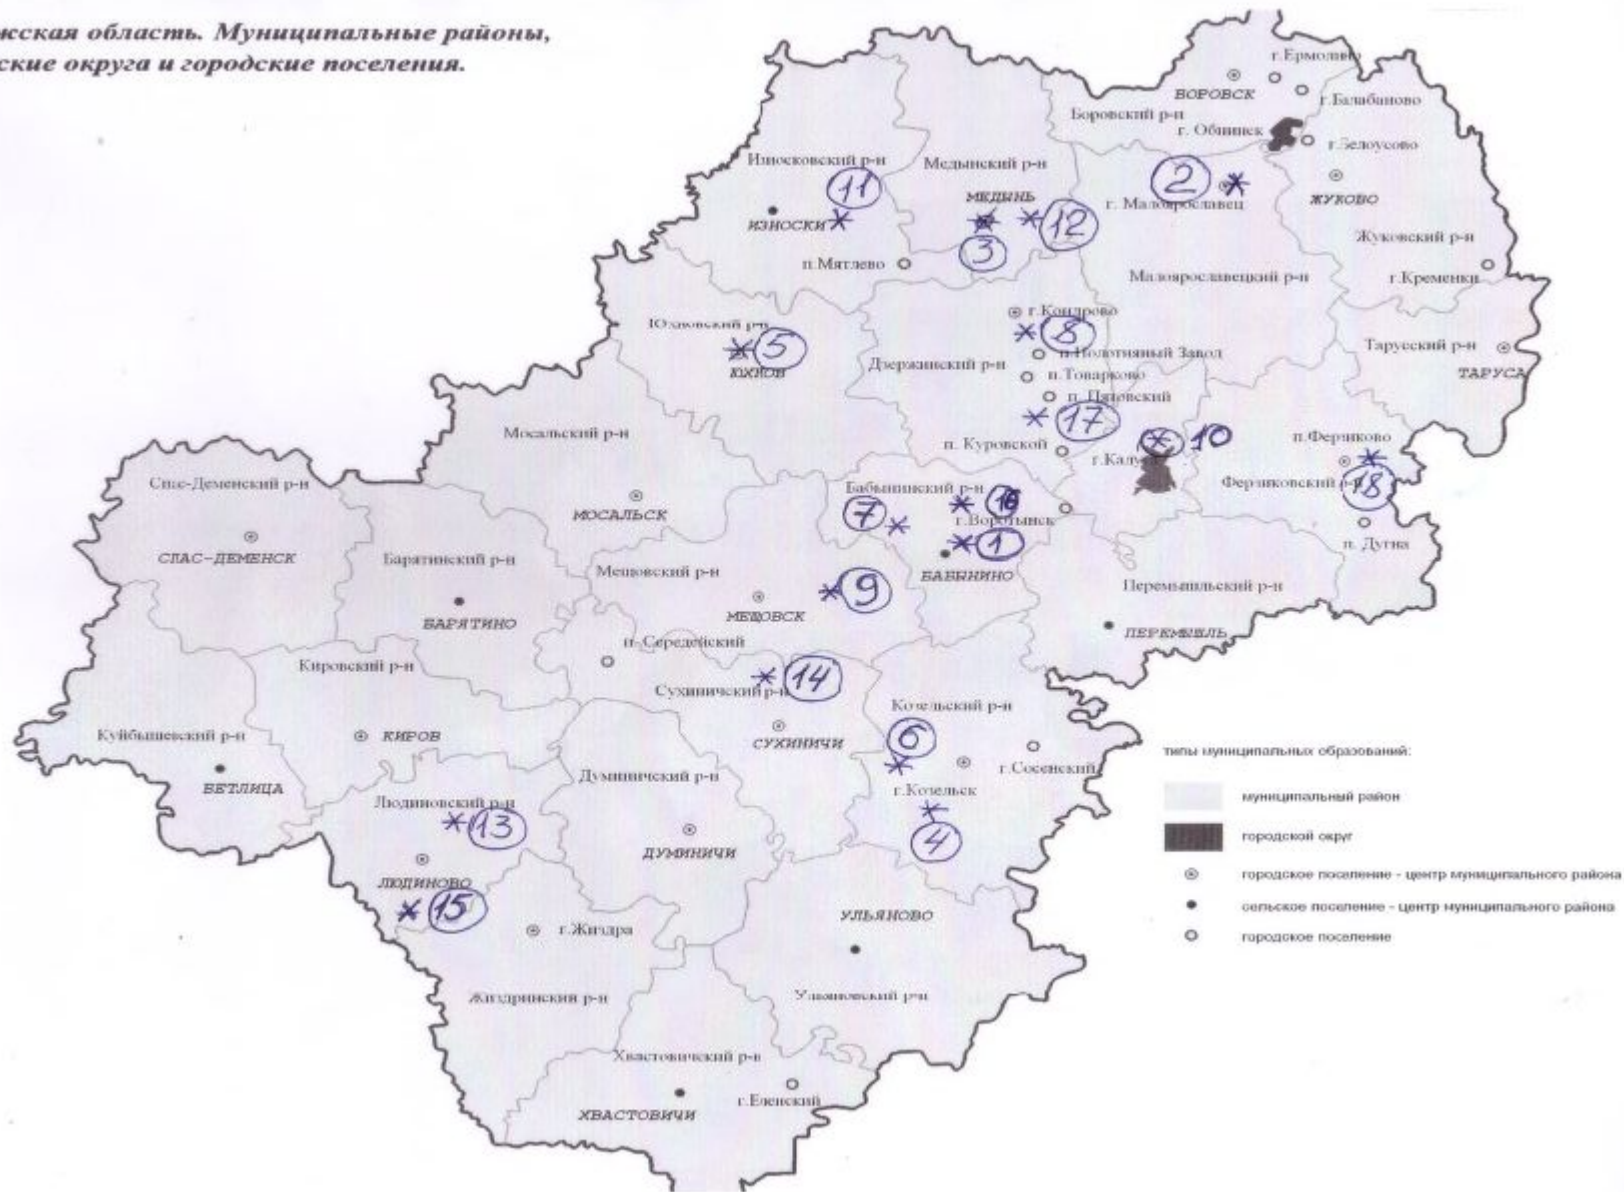 жская область. Муниципальные районы,
ские округа и городские поселения.
г.Ермолино
БОРОВСК
г.Балабаново
Боровский р-н
г. Обнинск
г.Белоусово
Износковский р-н
Медынский р-н
11
2
МЕДЫНЬ
г. Малоярославец
ЖУКОВО
ИЗНОСКИ
12
3
Жуковский р-н
п.Мятлево
Малоярославецкий р-н
г.Кременки
г.Кондрово
Юхновский р-н
8
5
п.Полотняный Завод
Тарусский р-н
Дзержинский р-н
ЮХНОВ
п.Товарково
ТАРУСА
п. Пятовский
17
Мосальский р-н
п. Куровской
10
п.Ферзиково
г.Калу
Спас-Деменский р-н
Бабынинский р-н
Ферзиковский р-н
18
МОСАЛЬСК
7
16
г.Воротынск
1
п. Дугна
СПАС-ДЕМЕНСК
Барятинский р-н
Мещовский р-н
БАБЫНИНО
Перемышльский р-н
9
МЕЩОВСК
БАРЯТИНО
ПЕРЕМЫШЛЬ
п. Середейский
Кировский р-н
14
Сухиничский р-н
Козельский р-н
Куйбышевский р-н
КИРОВ
СУХИНИЧИ
6
типы муниципальных образований:
г.Сосенский
Думиничский р-н
БЕТЛИЦА
г.Козельск
муниципальный район
Людиновский р-н
13
4
городской округ
ДУМИНИЧИ
городское поселение - центр муниципального района
ЛЮДИНОВО
15
сельское поселение - центр муниципального района
УЛЬЯНОВО
г.Жиздра
городское поселение
Жиздринский р-н
Ульяновский р-н
Хвастовичский р-н
г.Еленский
ХВАСТОВИЧИ